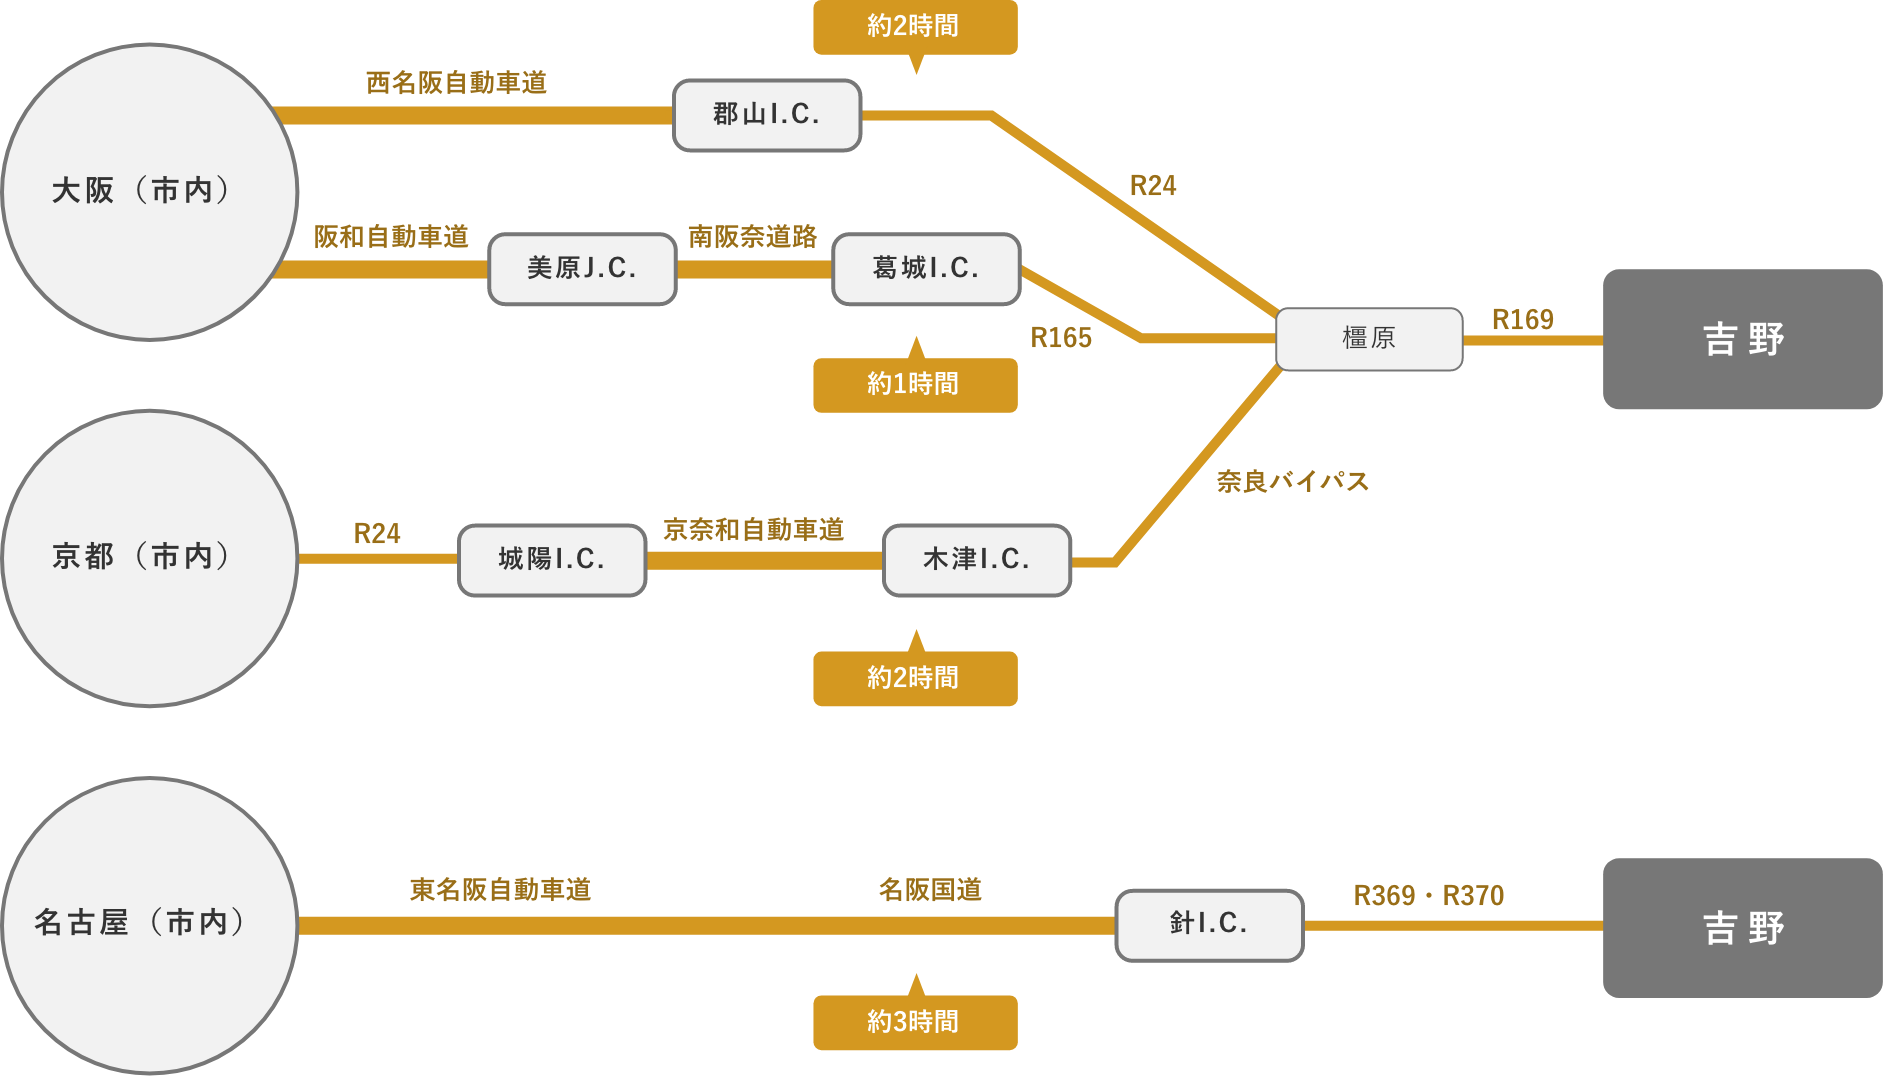 約2時間
西名阪自動車道
郡山I.C.
大阪（市内）
R24
阪和自動車道
美原J.C.
南阪奈道路
葛城I.C.
R165
橿原
R169
吉野
約1時間
京都（市内）
R24
城陽I.C.
京奈和自動車道
木津I.C.
奈良バイパス
約2時間
名古屋（市内）
東名阪自動車道
名阪国道
針I.C.
R369・R370
吉野
約3時間